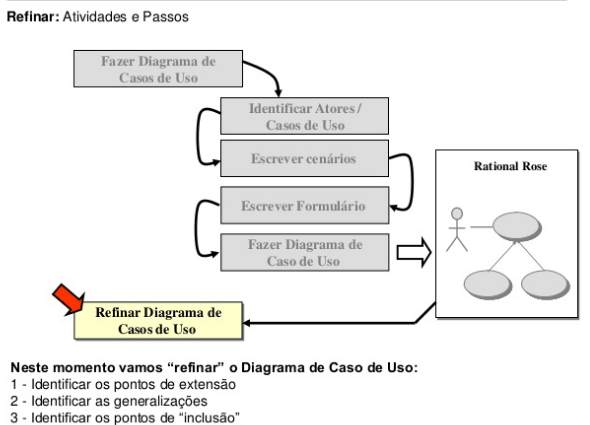 Refinar: Atividades e Passos
Fazer Diagrama de
Casos de Uso
Identificar Atores /
Casos de Uso
Escrever cenários
Rational Rose
Escrever Formulário
Fazer Diagrama de
Caso de Uso
Refinar Diagrama de
Casos de Uso
Neste momento vamos “refinar” o Diagrama de Caso de Uso:
1 - Identificar os pontos de extensão
2 - Identificar as generalizações
3 - Identificar os pontos de “inclusão”